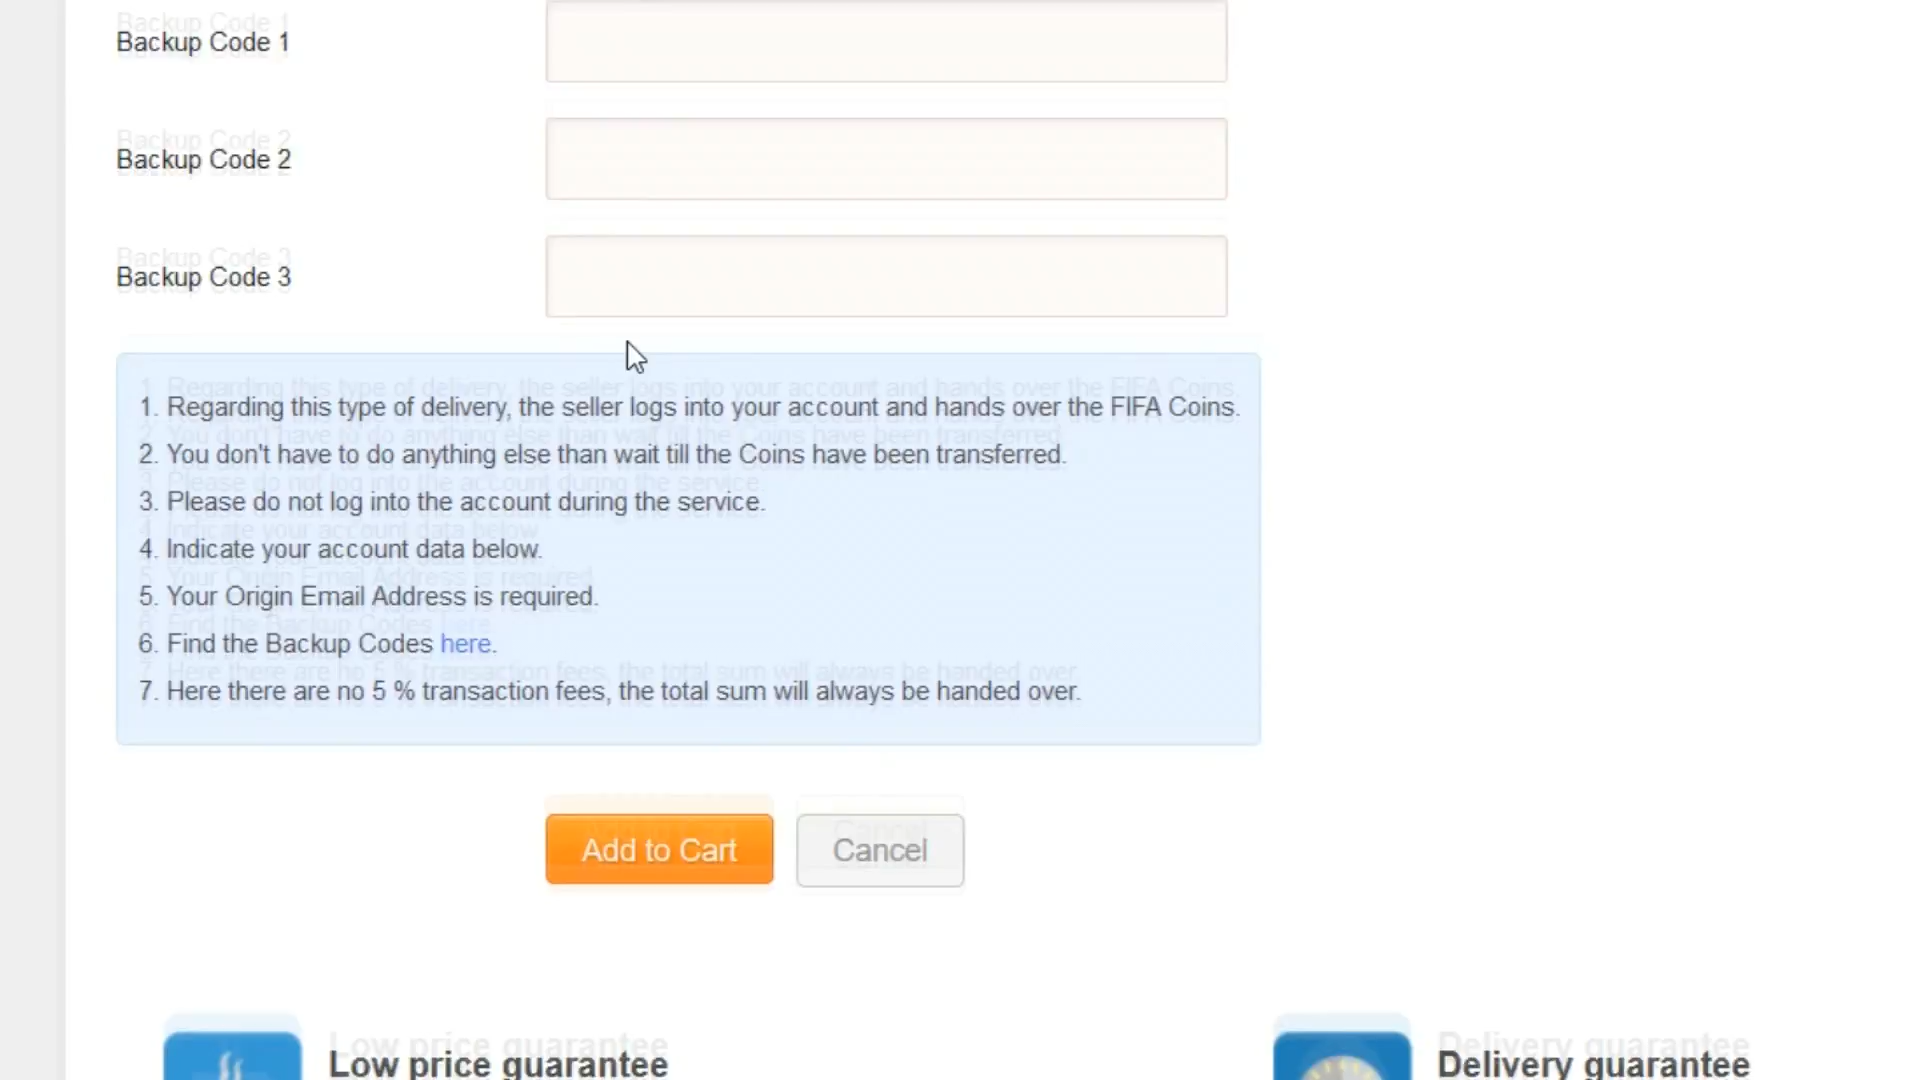 Backup Code 1
Backup Code 2
Backup Code 3
1. Regarding this type of delivery, the seller logs into your account and hands over the FIFA Coins.
2. You don't have to do anything else than wait till the Coins have been transferred.
3. Please do not log into the account during the service.
4. Indicate your account data below.
5. Your Origin Email Address is required.
6. Find the Backup Codes here.
7. Here there are no 5 % transaction fees, the total sum will always be handed over.
Add to Cart Cancel
Low price guarantee Delivery guarantee